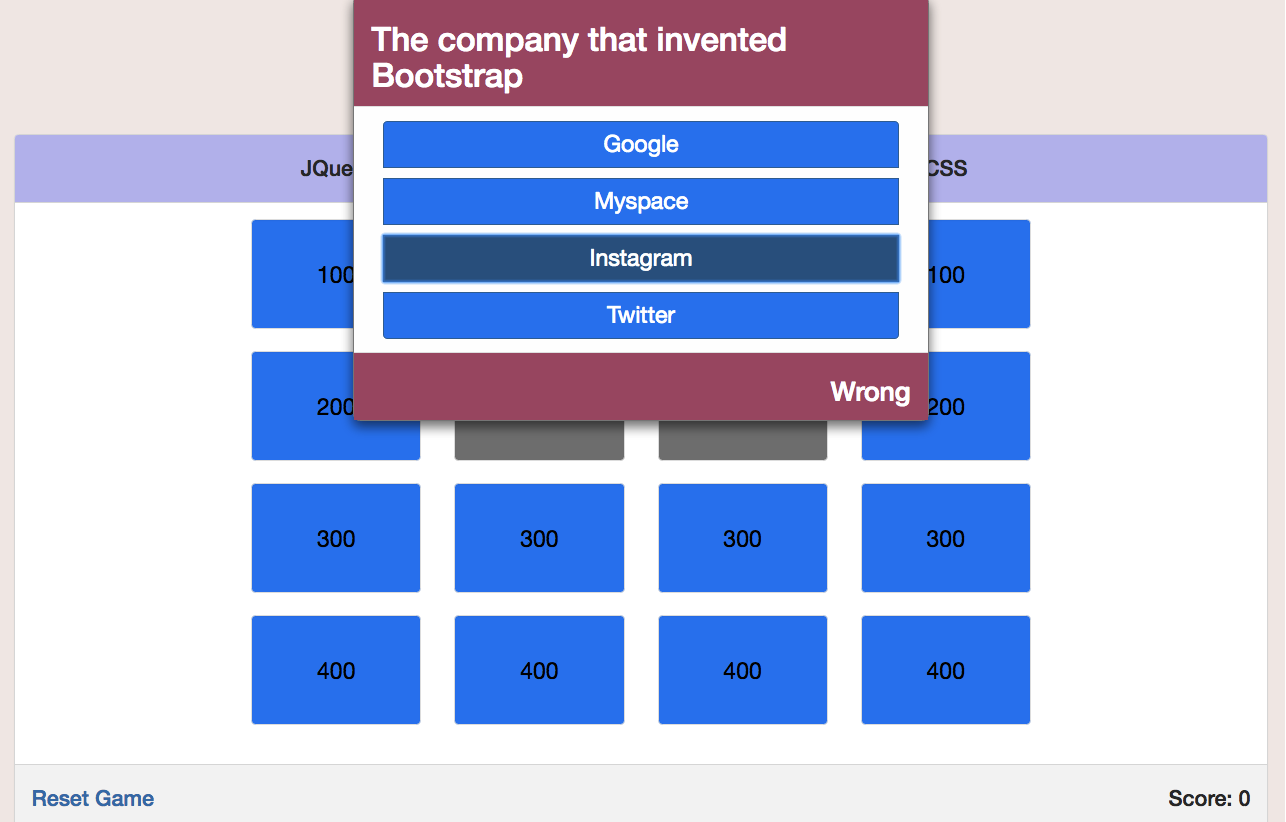 The company that invented
Bootstrap
Google
Myspace
Instagram
Twitter
Wrong
JQue
CSS
100
100
200
200
300
300
300
300
400
400
400
400
Reset Game
Score: 0